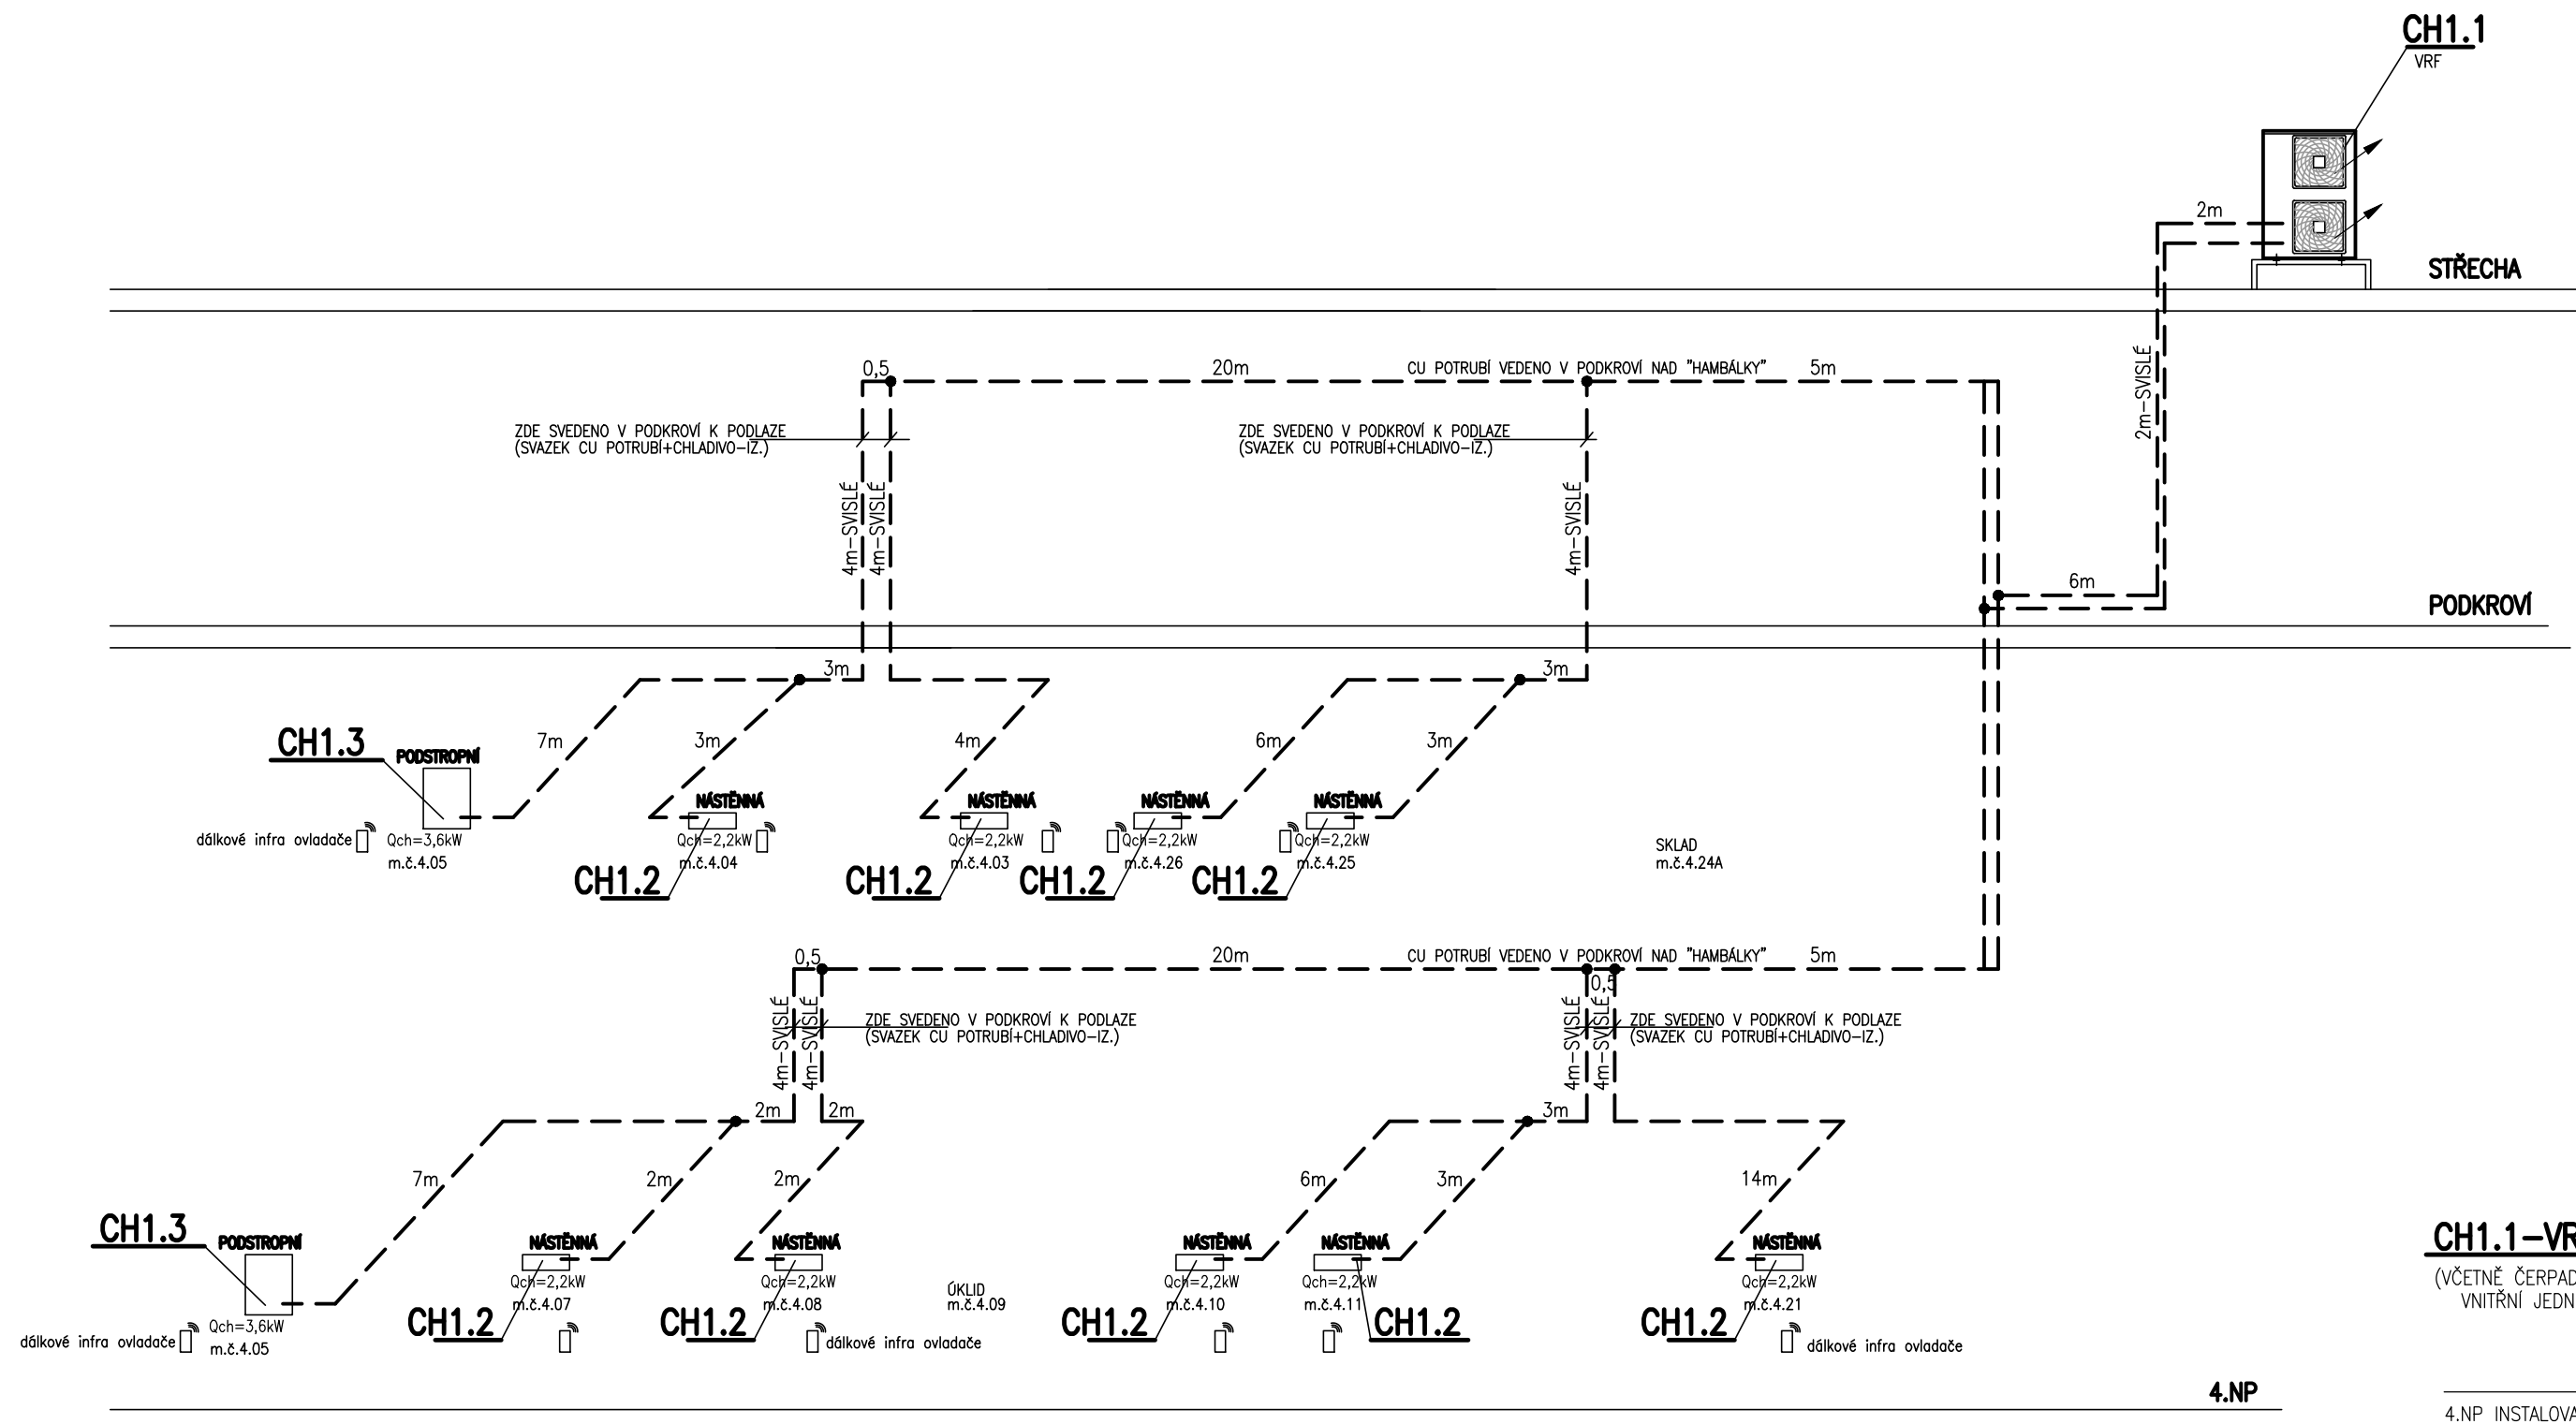 CH1.1
VRF
2m
STŘECHA
0,5
20m
CU POTRUBÍ VEDENO V PODKROVÍ NAD "HAMBÁLKY"
5m
2m-SVISLÉ
ZDE SVEDENO V PODKROVÍ K PODLAZE
(SVAZEK CU POTRUBÍ+CHLADIVO-IZ.)
ZDE SVEDENO V PODKROVÍ K PODLAZE
(SVAZEK CU POTRUBÍ+CHLADIVO-IZ.)
4m-SVISLÉ
4m-SVISLÉ
4m-SVISLÉ
6m
PODKROVÍ
3m
3m
7m
3m
4m
6m
3m
CH1.3
PODSTROPNÍ
NÁSTĚNNÁ
NÁSTĚNNÁ
NÁSTĚNNÁ
NÁSTĚNNÁ
dálkové infra ovladače
Qch=3,6kW
m.č.4.05
Qch=2,2kW
m.č.4.04
Qch=2,2kW
m.č.4.03
Qch=2,2kW
m.č.4.26
Qch=2,2kW
m.č.4.25
SKLAD
m.č.4.24A
CH1.2
CH1.2
CH1.2
CH1.2
0,5
20m
CU POTRUBÍ VEDENO V PODKROVÍ NAD "HAMBÁLKY"
5m
0,5
4m-SVISLÉ
4m-SVISLÉ
ZDE SVEDENO V PODKROVÍ K PODLAZE
(SVAZEK CU POTRUBÍ+CHLADIVO-IZ.)
4m-SVISLÉ
4m-SVISLÉ
ZDE SVEDENO V PODKROVÍ K PODLAZE
(SVAZEK CU POTRUBÍ+CHLADIVO-IZ.)
2m
2m
3m
7m
2m
2m
6m
3m
14m
CH1.3
PODSTROPNÍ
NÁSTĚNNÁ
NÁSTĚNNÁ
NÁSTĚNNÁ
NÁSTĚNNÁ
NÁSTĚNNÁ
Qch=2,2kW
m.č.4.07
Qch=2,2kW
m.č.4.08
ÚKLID
m.č.4.09
Qch=2,2kW
m.č.4.10
Qch=2,2kW
m.č.4.11
Qch=2,2kW
m.č.4.21
CH1.2
CH1.2
CH1.2
CH1.2
CH1.2
dálkové infra ovladače
Qch=3,6kW
m.č.4.05
dálkové infra ovladače
dálkové infra ovladače
CH1.1-VR
(VČETNĚ ČERPAD
VNITŘNÍ JEDN
4.NP
4.NP INSTALOVA